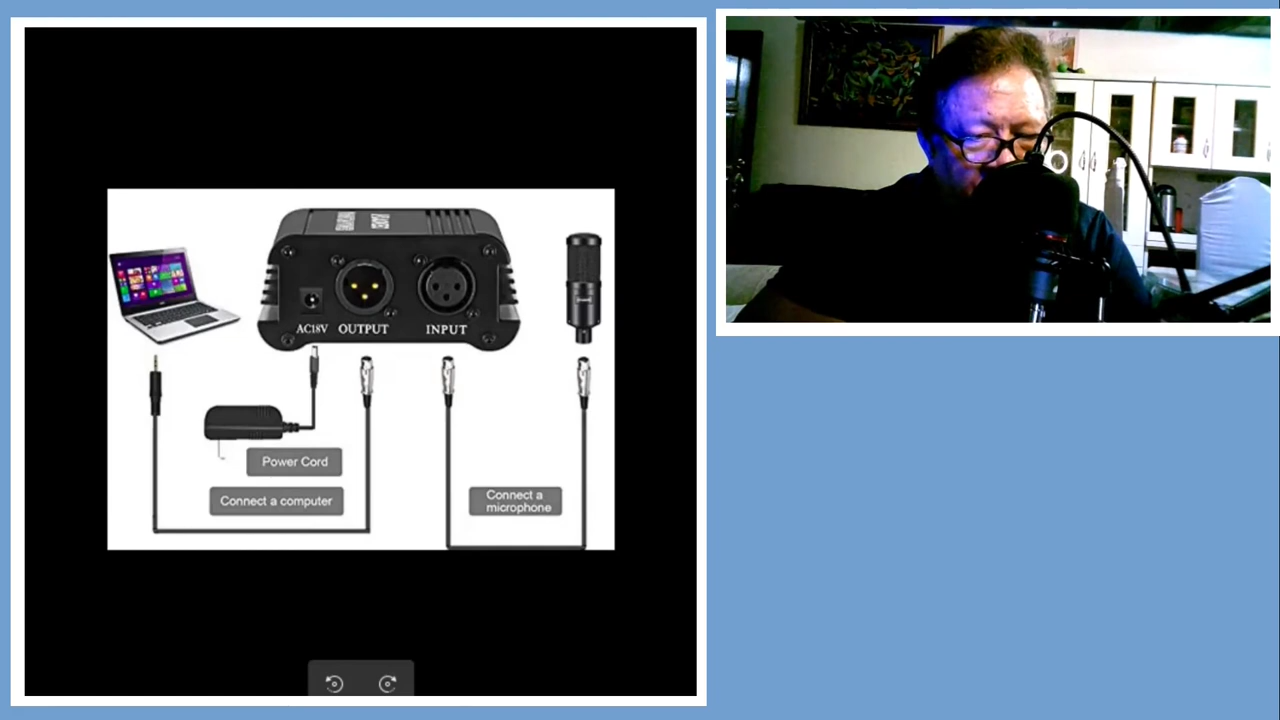 AC18V OUTPUT INPUT
Power Cord
Connect a computer
Connect a
microphone